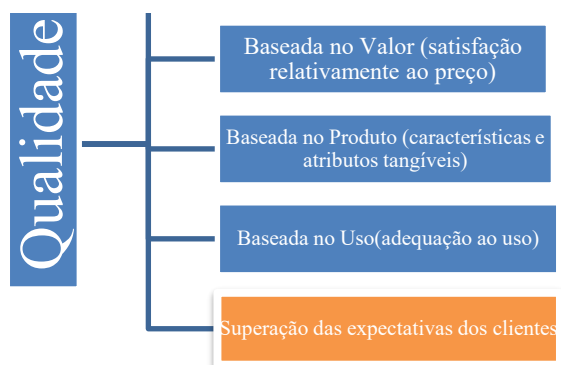 Qualidade
Baseada no Valor (satisfação
relativamente ao preço)
Baseada no Produto (características e
atributos tangíveis)
Baseada no Uso(adequação ao uso)
Superação das expectativas dos clientes